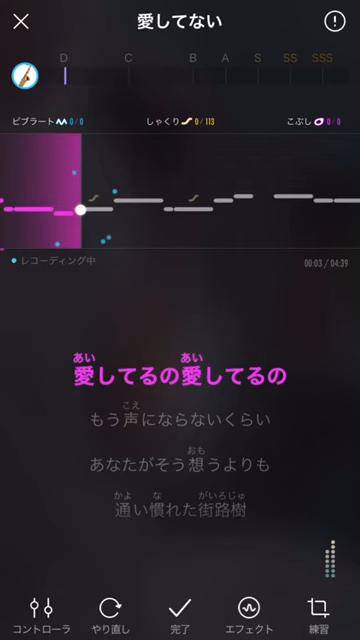 愛してない
D C B A S SS SSS
ビブラート 0/0 しゃくり 0/113 こぶし 0/0
レコーディング中 00:03 / 04:39
あい あい
愛してるの愛してるの
こえ
もう声にならないくらい
おも
あなたがそう想うよりも
かよ な がいろじゅ
通い慣れた街路樹
コントローラ やり直し 完了 エフェクト 練習